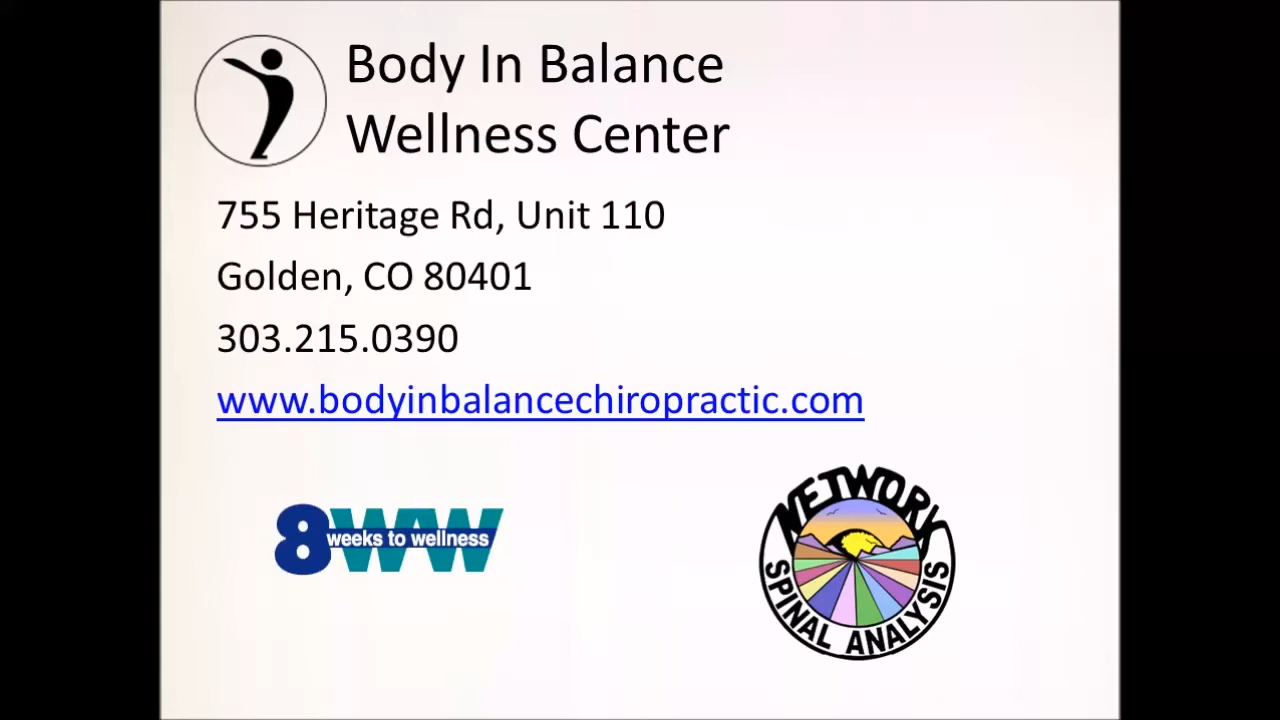 Body In Balance
Wellness Center
755 Heritage Rd, Unit 110
Golden, CO 80401
303.215.0390
www.bodyinbalancechiropractic.com
8WW
weeks to wellness
NETWORK
SPINAL ANALYSIS